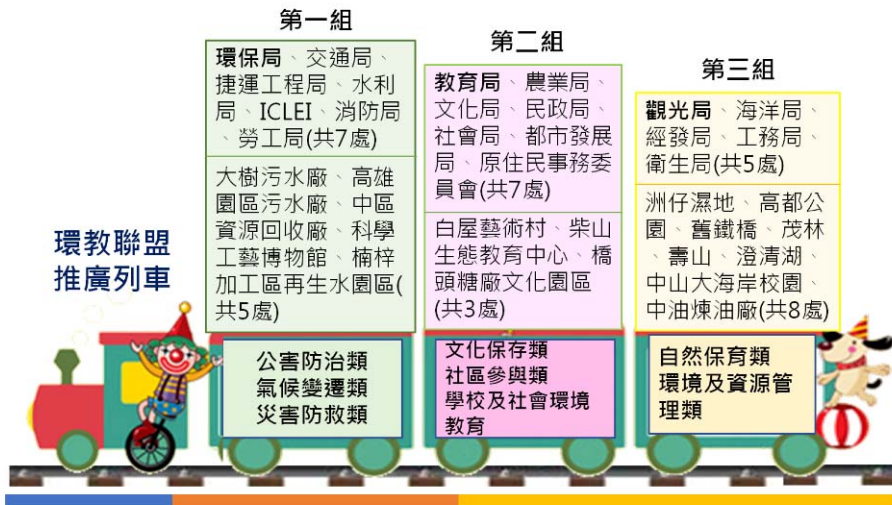 第一組
環保局、交通局、
捷運工程局、水利
局、ICLEI、消防局
、勞工局(共7處)
大樹污水廠、高雄
園區污水廠、中區
資源回收廠、科學
工藝博物館、楠梓
加工區再生水園區(
共5處)
公害防治類
氣候變遷類
災害防救類
第二組
教育局、農業局、
文化局、民政局、
社會局、都市發展
局、原住民事務委
員會(共7處)
白屋藝術村、柴山
生態教育中心、橋
頭糖廠文化園區
(共3處)
文化保存類
社區參與類
學校及社會環境
教育
第三組
觀光局、海洋局、
經發局、工務局、
衛生局(共5處)
洲仔濕地、高都公
園、舊鐵橋、茂林
、壽山、澄清湖、
中山大海岸校園、
中油煉油廠(共8處)
自然保育類
環境及資源管
理類
環教聯盟
推廣列車